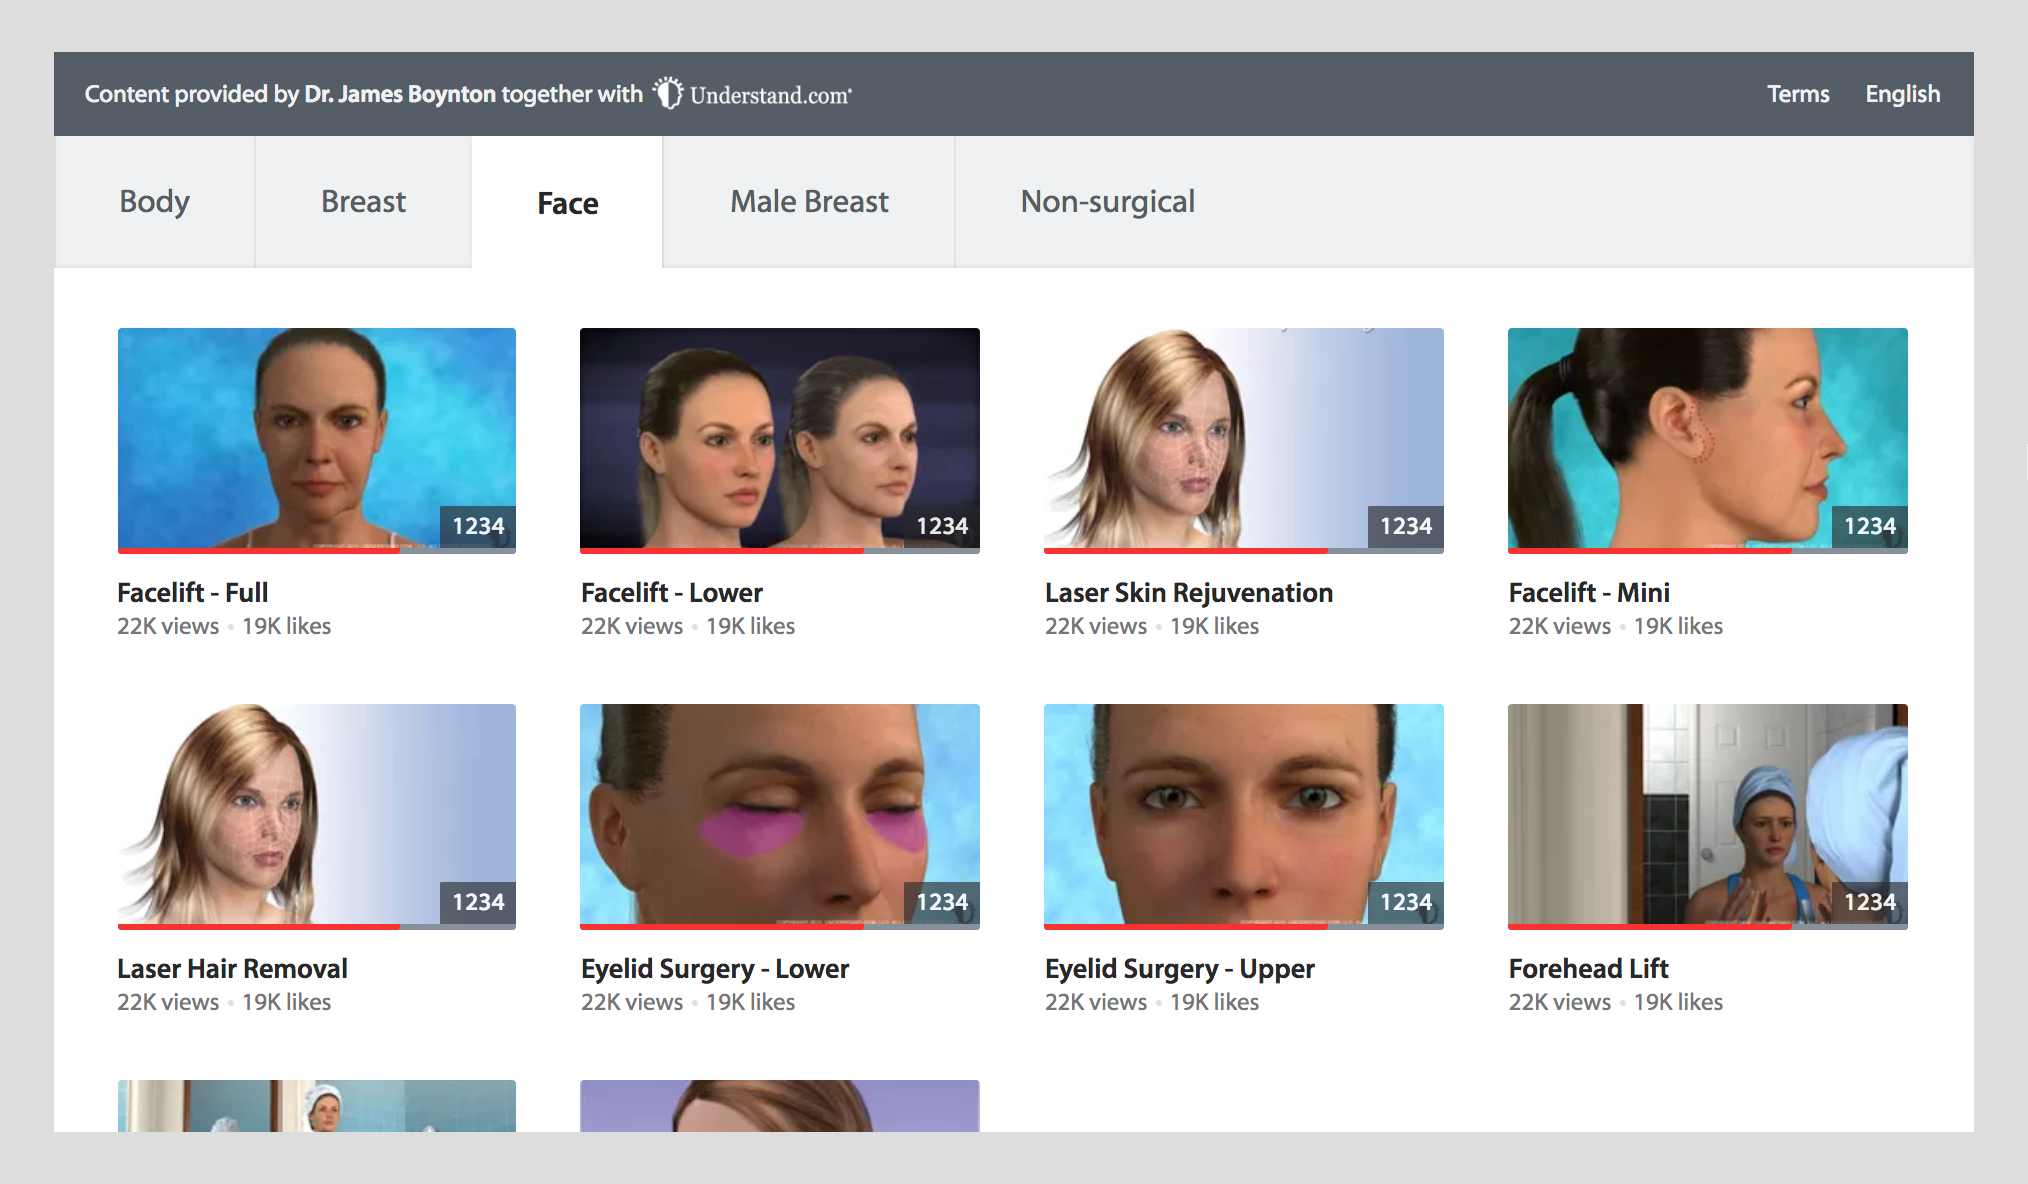 Content provided by Dr. James Boynton together with Understand.com
Terms English
Body Breast Face Male Breast Non-surgical
1234 1234 1234 1234
Facelift - Full Facelift - Lower Laser Skin Rejuvenation Facelift - Mini
22K views • 19K likes 22K views • 19K likes 22K views • 19K likes 22K views • 19K likes
1234 1234 1234 1234
Laser Hair Removal Eyelid Surgery - Lower Eyelid Surgery - Upper Forehead Lift
22K views • 19K likes 22K views • 19K likes 22K views • 19K likes 22K views • 19K likes